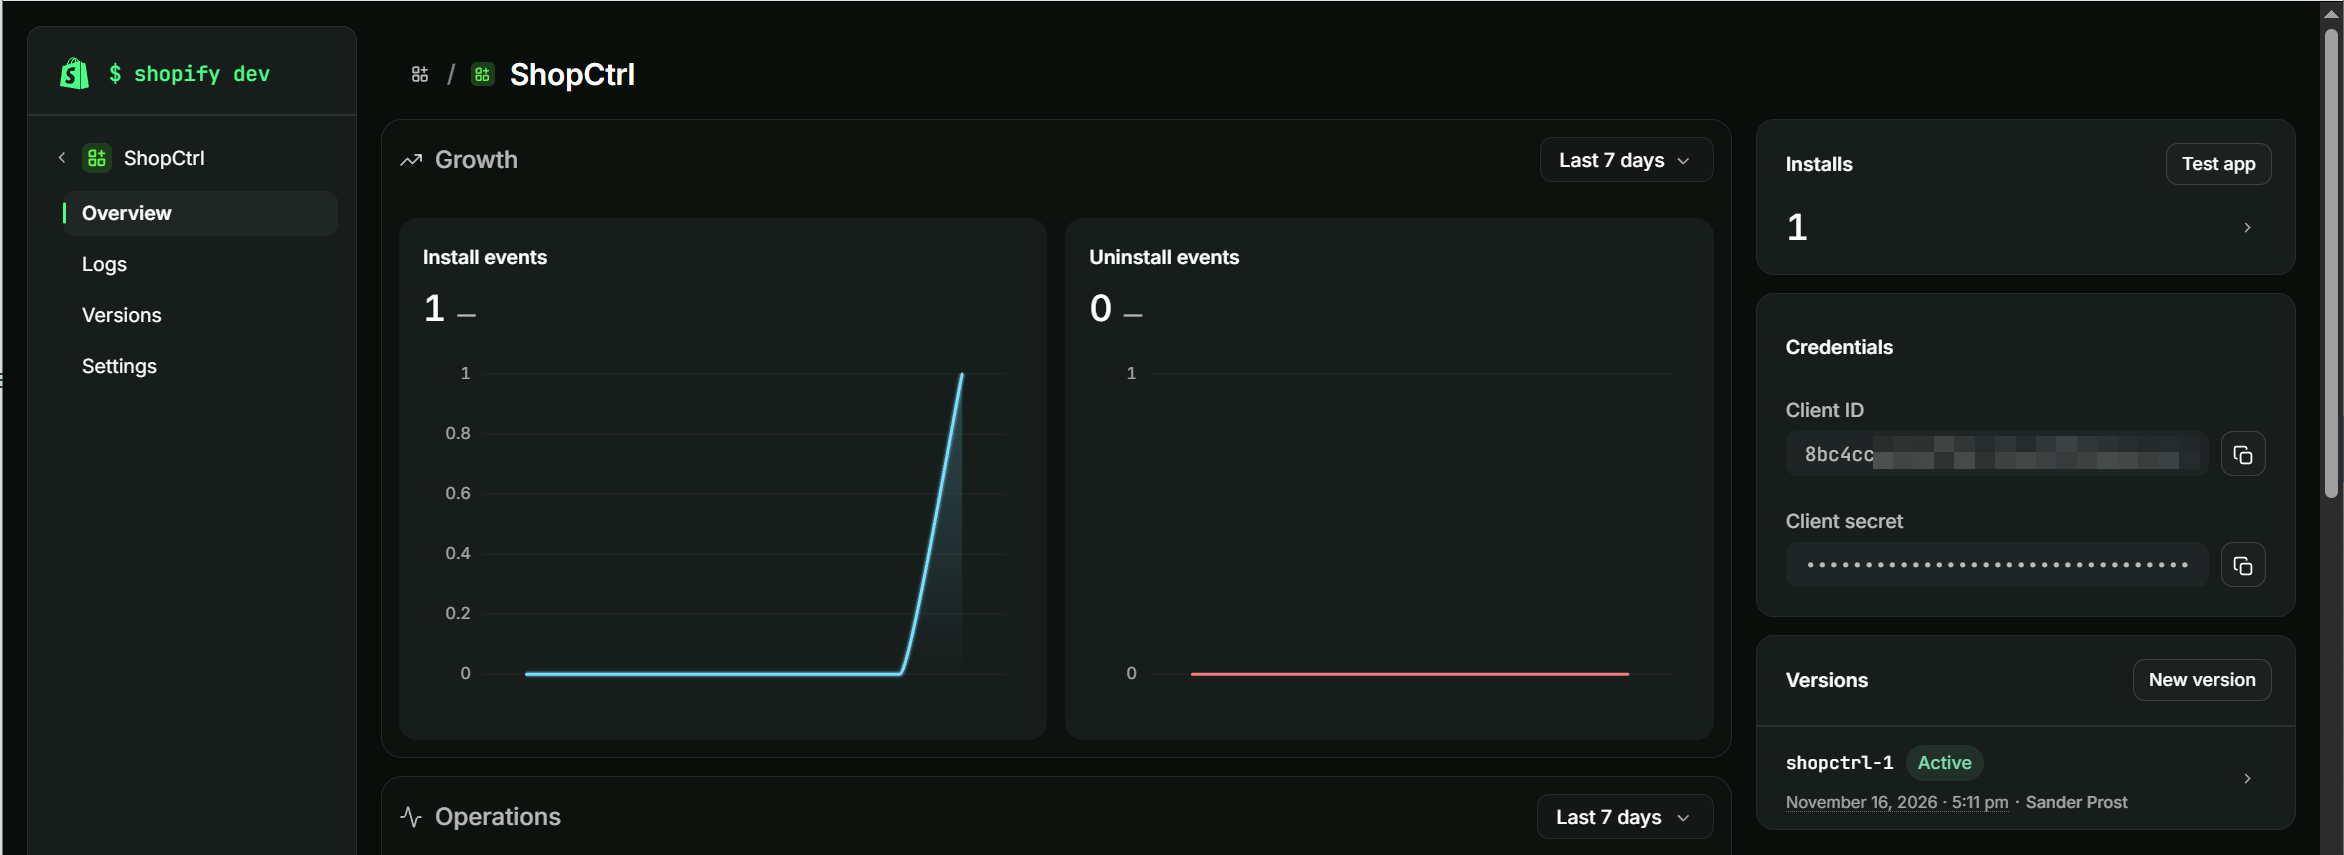 $ shopify dev
ShopCtrl
Overview
Logs
Versions
Settings
/ ShopCtrl
Growth
Last 7 days
Install events
1 —
1
0.8
0.6
0.4
0.2
0
Uninstall events
0 —
1
0
Operations
Last 7 days
Installs
Test app
1
Credentials
Client ID
8bc4cc
Client secret
••••••••••••••••••••••••••••••••
Versions
New version
shopctrl-1 Active
November 16, 2026 · 5:11 pm · Sander Prost